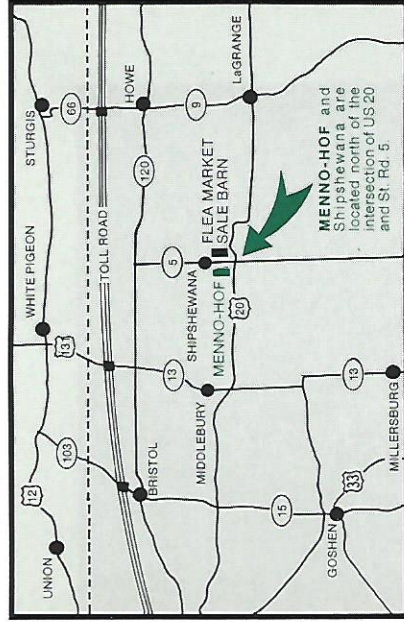 UNION
12
WHITE PIGEON
STURGIS
103
131
66
TOLL ROAD
BRISTOL
120
HOWE
13
5
9
SHIPSHEWANA
FLEA MARKET
SALE BARN
MENNO-HOF
MIDDLEBURY
20
LaGRANGE
15
GOSHEN
33
13
MILLERSBURG
MENNO-HOF and
Shipshewana are
located north of the
intersection of US 20
and St. Rd. 5.